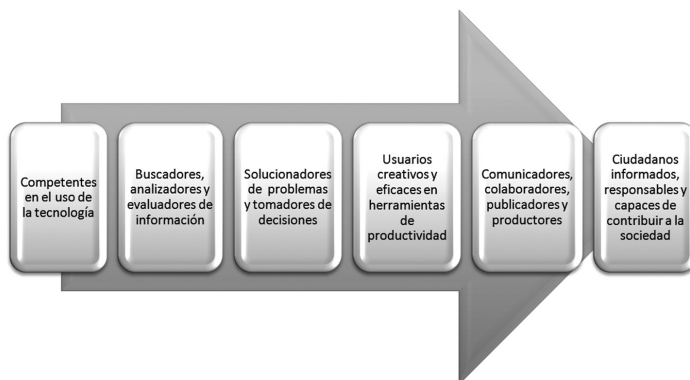 Competentes
en el uso de
la tecnología
Buscadores,
analizadores y
evaluadores de
información
Solucionadores
de problemas
y tomadores de
decisiones
Usuarios
creativos y
eficaces en
herramientas
de
productividad
Comunicadores,
colaboradores,
publicadores y
productores
Ciudadanos
informados,
responsables y
capaces de
contribuir a la
sociedad